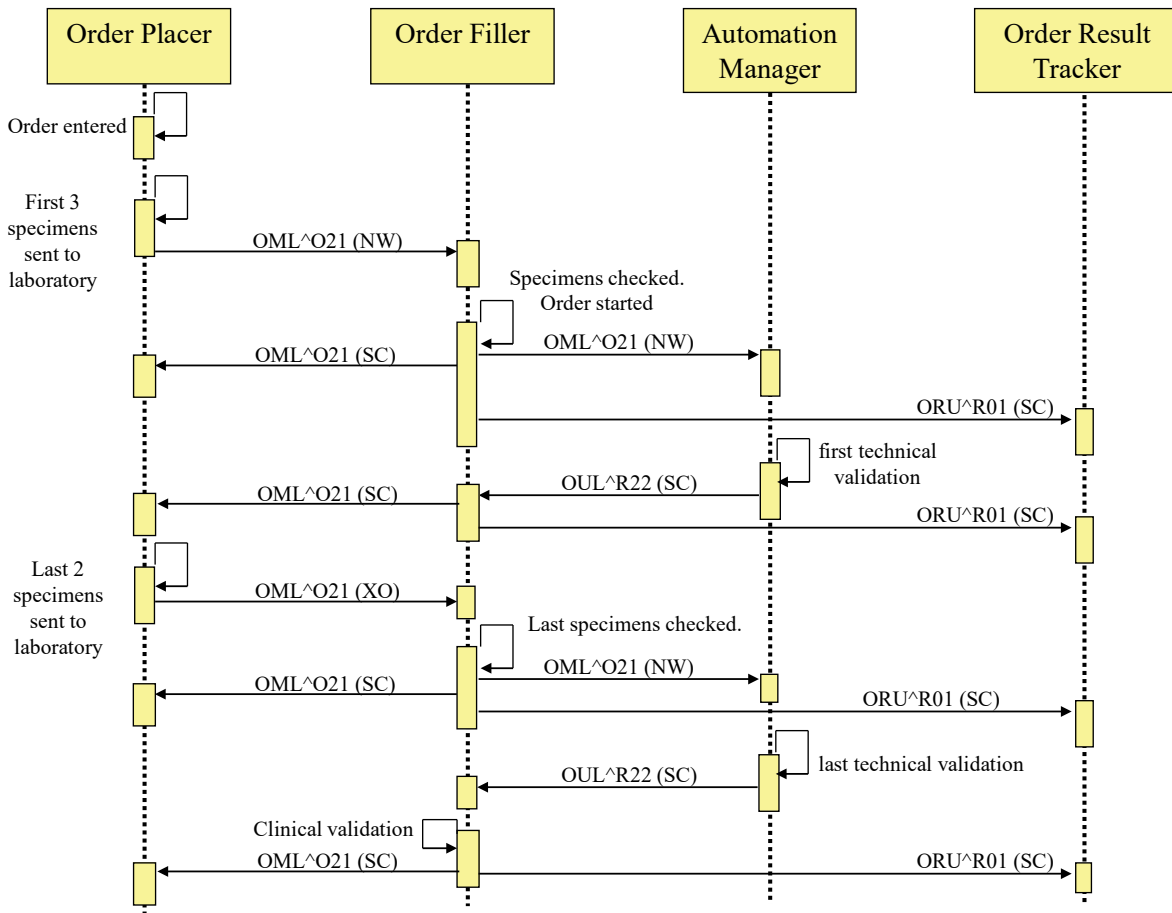 Order Placer
Order Filler
Automation
Manager
Order Result
Tracker
Order entered
First 3
specimens
sent to
laboratory
OML^O21 (NW)
Specimens checked.
Order started
OML^O21 (NW)
OML^O21 (SC)
ORU^R01 (SC)
first technical
validation
OUL^R22 (SC)
OML^O21 (SC)
ORU^R01 (SC)
Last 2
specimens
sent to
laboratory
OML^O21 (XO)
Last specimens checked.
OML^O21 (NW)
OML^O21 (SC)
ORU^R01 (SC)
last technical validation
OUL^R22 (SC)
Clinical validation
OML^O21 (SC)
ORU^R01 (SC)